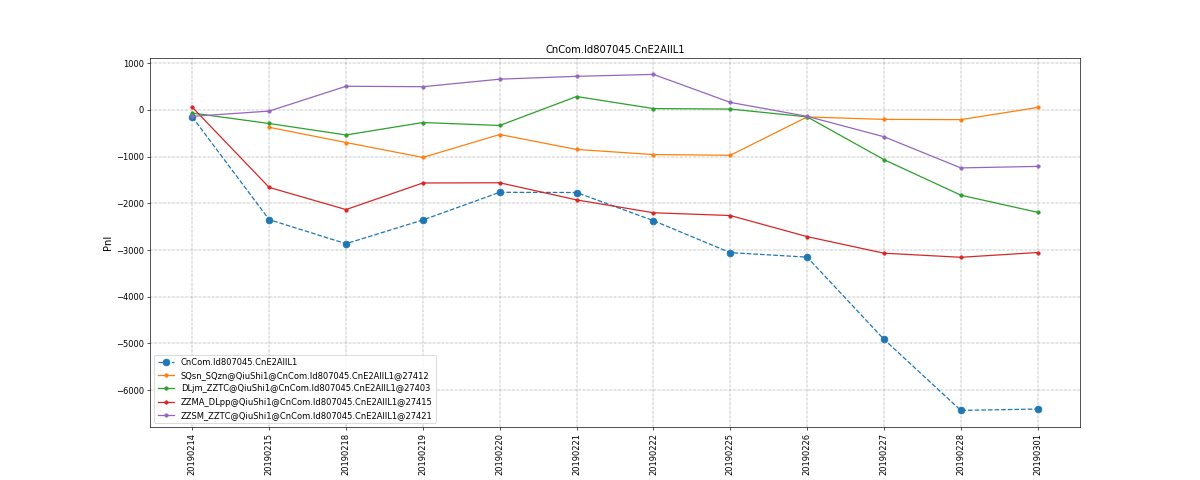 CnCom.Id807045.CnE2AllL1
PnL
1000
0
−1000
−2000
−3000
−4000
−5000
−6000
CnCom.Id807045.CnE2AllL1
SQsn_SQzn@QiuShi1@CnCom.Id807045.CnE2AllL1@27412
DLjm_ZZTC@QiuShi1@CnCom.Id807045.CnE2AllL1@27403
ZZMA_DLpp@QiuShi1@CnCom.Id807045.CnE2AllL1@27415
ZZSM_ZZTC@QiuShi1@CnCom.Id807045.CnE2AllL1@27421
20190214
20190215
20190218
20190219
20190220
20190221
20190222
20190225
20190226
20190227
20190228
20190301